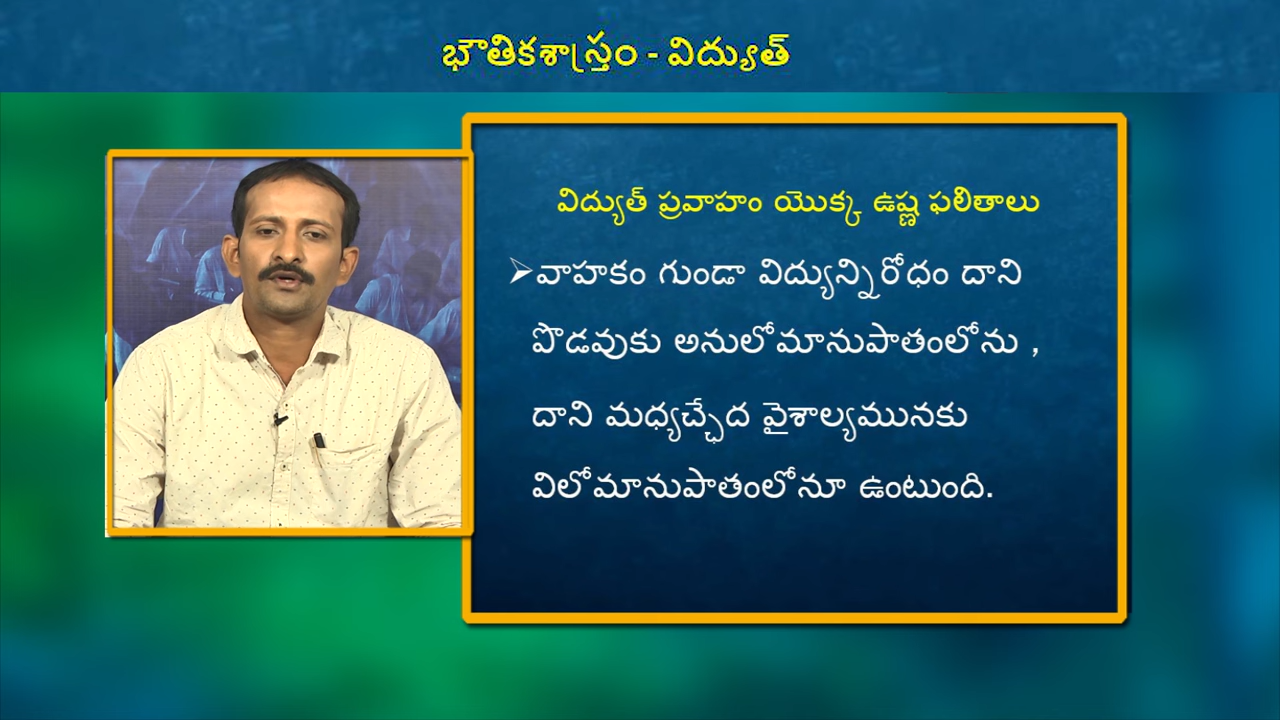 భౌతికశాస్త్రం - విద్యుత్
విద్యుత్ ప్రవాహం యొక్క ఉష్ణ ఫలితాలు
➢వాహకం గుండా విద్యున్నిరోధం దాని
పొడవుకు అనులోమానుపాతంలోను ,
దాని మధ్యచ్ఛేద వైశాల్యమునకు
విలోమానుపాతంలోనూ ఉంటుంది.